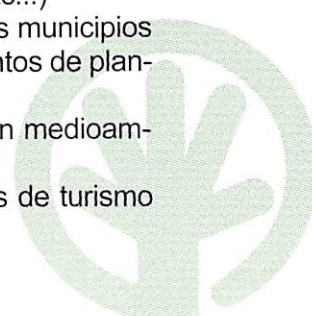 s municipios
ntos de plan-
n medioam-
s de turismo